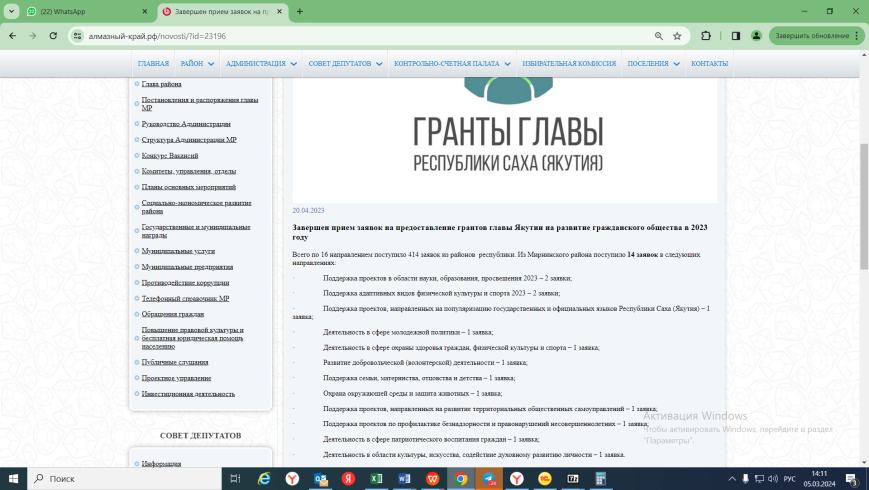 (22) WhatsApp
Завершен прием заявок на пр
алмазный-край.рф/novosti/?id=23196
Завершить обновление
ГЛАВНАЯ РАЙОН АДМИНИСТРАЦИЯ СОВЕТ ДЕПУТАТОВ КОНТРОЛЬНО-СЧЕТНАЯ ПАЛАТА ИЗБИРАТЕЛЬНАЯ КОМИССИЯ ПОСЕЛЕНИЯ КОНТАКТЫ
Глава района
Постановления и распоряжения главы
МР
Руководство Администрации
Структура Администрации МР
Конкурс Вакансий
Комитеты, управления, отделы
Планы основных мероприятий
Социально-экономическое развитие
района
Государственные и муниципальные
награды
Муниципальные услуги
Муниципальные предприятия
Противодействие коррупции
Телефонный справочник МР
Обращения граждан
Повышение правовой культуры и
бесплатная юридическая помощь
населению
Публичные слушания
Проектное управление
Инвестиционная деятельность
СОВЕТ ДЕПУТАТОВ
Информация
ГРАНТЫ ГЛАВЫ
РЕСПУБЛИКИ САХА (ЯКУТИЯ)
20.04.2023
Завершен прием заявок на предоставление грантов главы Якутии на развитие гражданского общества в 2023
году
Всего по 16 направлением поступило 414 заявок из районов республики. Из Мирнинского района поступило 14 заявок в следующих
направлениях:
· Поддержка проектов в области науки, образования, просвещения 2023 – 2 заявки;
· Поддержка адаптивных видов физической культуры и спорта 2023 – 2 заявки;
· Поддержка проектов, направленных на популяризацию государственных и официальных языков Республики Саха (Якутия) – 1
заявка;
· Деятельность в сфере молодежной политики – 1 заявка;
· Деятельность в сфере охраны здоровья граждан, физической культуры и спорта – 1 заявка;
· Развитие добровольческой (волонтерской) деятельности – 1 заявка;
· Поддержка семьи, материнства, отцовства и детства – 1 заявка;
· Охрана окружающей среды и защита животных – 1 заявка;
· Поддержка проектов, направленных на развитие территориальных общественных самоуправлений – 1 заявка;
· Поддержка проектов по профилактике безнадзорности и правонарушений несовершеннолетних – 1 заявка;
· Деятельность в сфере патриотического воспитания граждан – 1 заявка;
· Деятельность в области культуры, искусства, содействие духовному развитию личности – 1 заявка.
Активация Windows
Чтобы активировать Windows, перейдите в раздел
"Параметры".
Поиск
РУС
14:11
05.03.2024
3